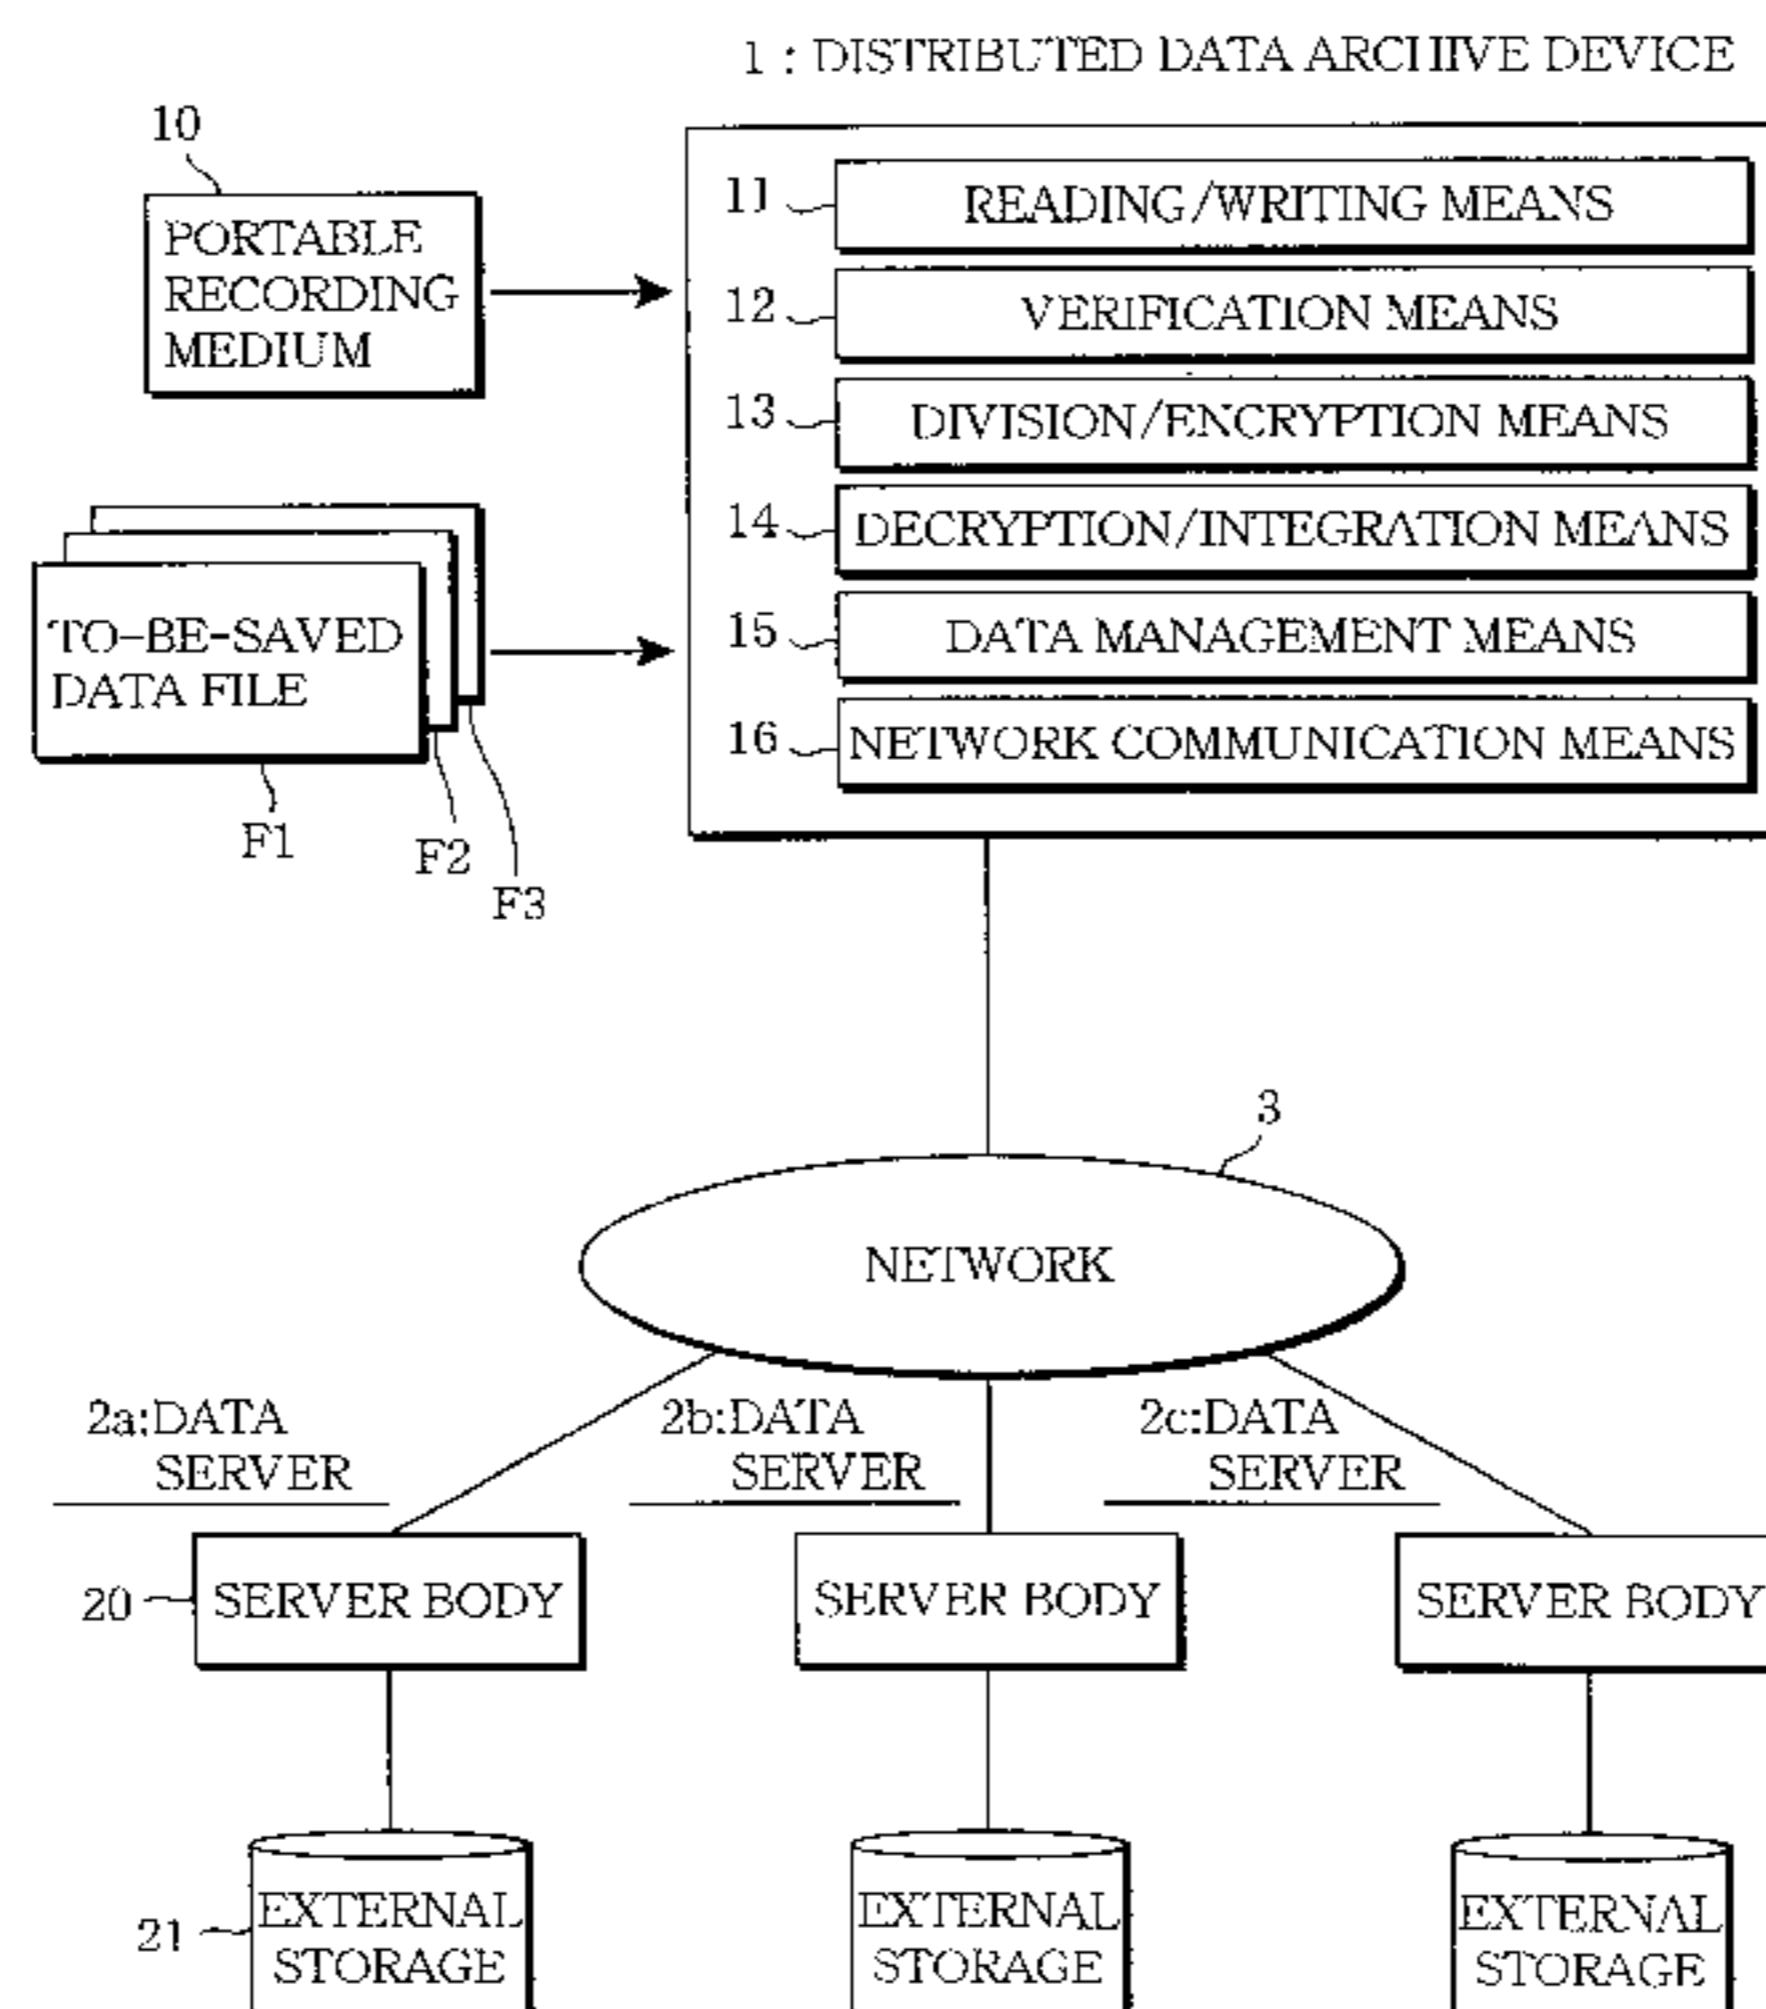 1 : DISTRIBUTED DATA ARCHIVE DEVICE
10
PORTABLE
RECORDING
MEDIUM
11
READING/WRITING MEANS
12
VERIFICATION MEANS
13
DIVISION/ENCRYPTION MEANS
14
DECRYPTION/INTEGRATION MEANS
15
DATA MANAGEMENT MEANS
16
NETWORK COMMUNICATION MEANS
TO-BE-SAVED
DATA FILE
F1
F2
F3
3
NETWORK
2a:DATA
SERVER
2b:DATA
SERVER
2c:DATA
SERVER
20
SERVER BODY
SERVER BODY
SERVER BODY
21
EXTERNAL
STORAGE
EXTERNAL
STORAGE
EXTERNAL
STORAGE